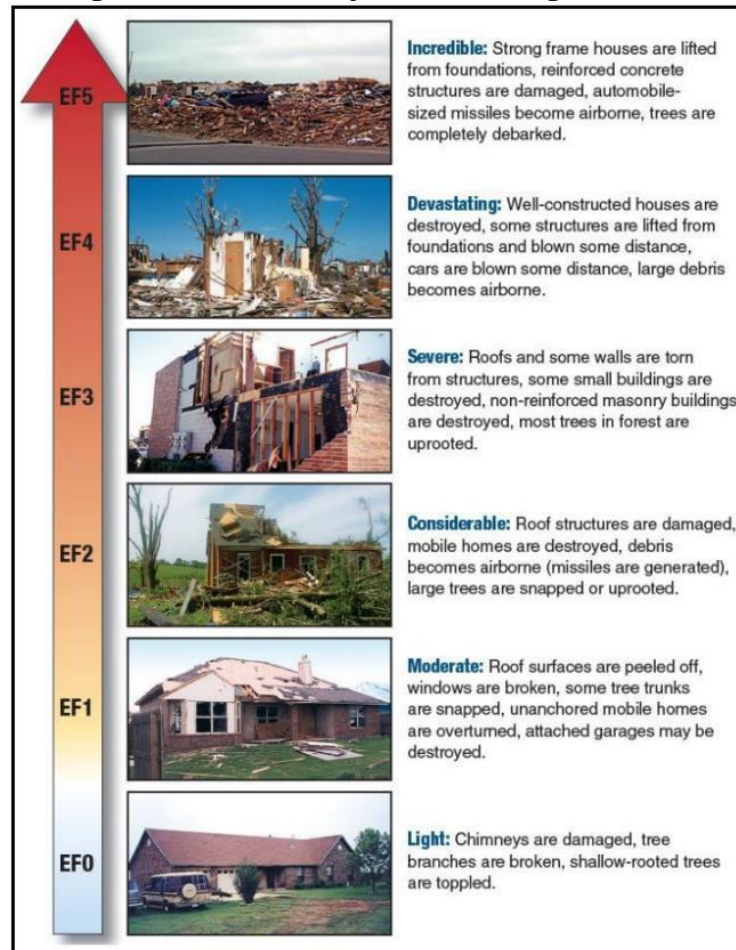 EF5
Incredible: Strong frame houses are lifted
from foundations, reinforced concrete
structures are damaged, automobile-
sized missiles become airborne, trees are
completely debarked.
EF4
Devastating: Well-constructed houses are
destroyed, some structures are lifted from
foundations and blown some distance,
cars are blown some distance, large debris
becomes airborne.
EF3
Severe: Roofs and some walls are torn
from structures, some small buildings are
destroyed, non-reinforced masonry buildings
are destroyed, most trees in forest are
uprooted.
EF2
Considerable: Roof structures are damaged,
mobile homes are destroyed, debris
becomes airborne (missiles are generated),
large trees are snapped or uprooted.
EF1
Moderate: Roof surfaces are peeled off,
windows are broken, some tree trunks
are snapped, unanchored mobile homes
are overturned, attached garages may be
destroyed.
EF0
Light: Chimneys are damaged, tree
branches are broken, shallow-rooted trees
are toppled.